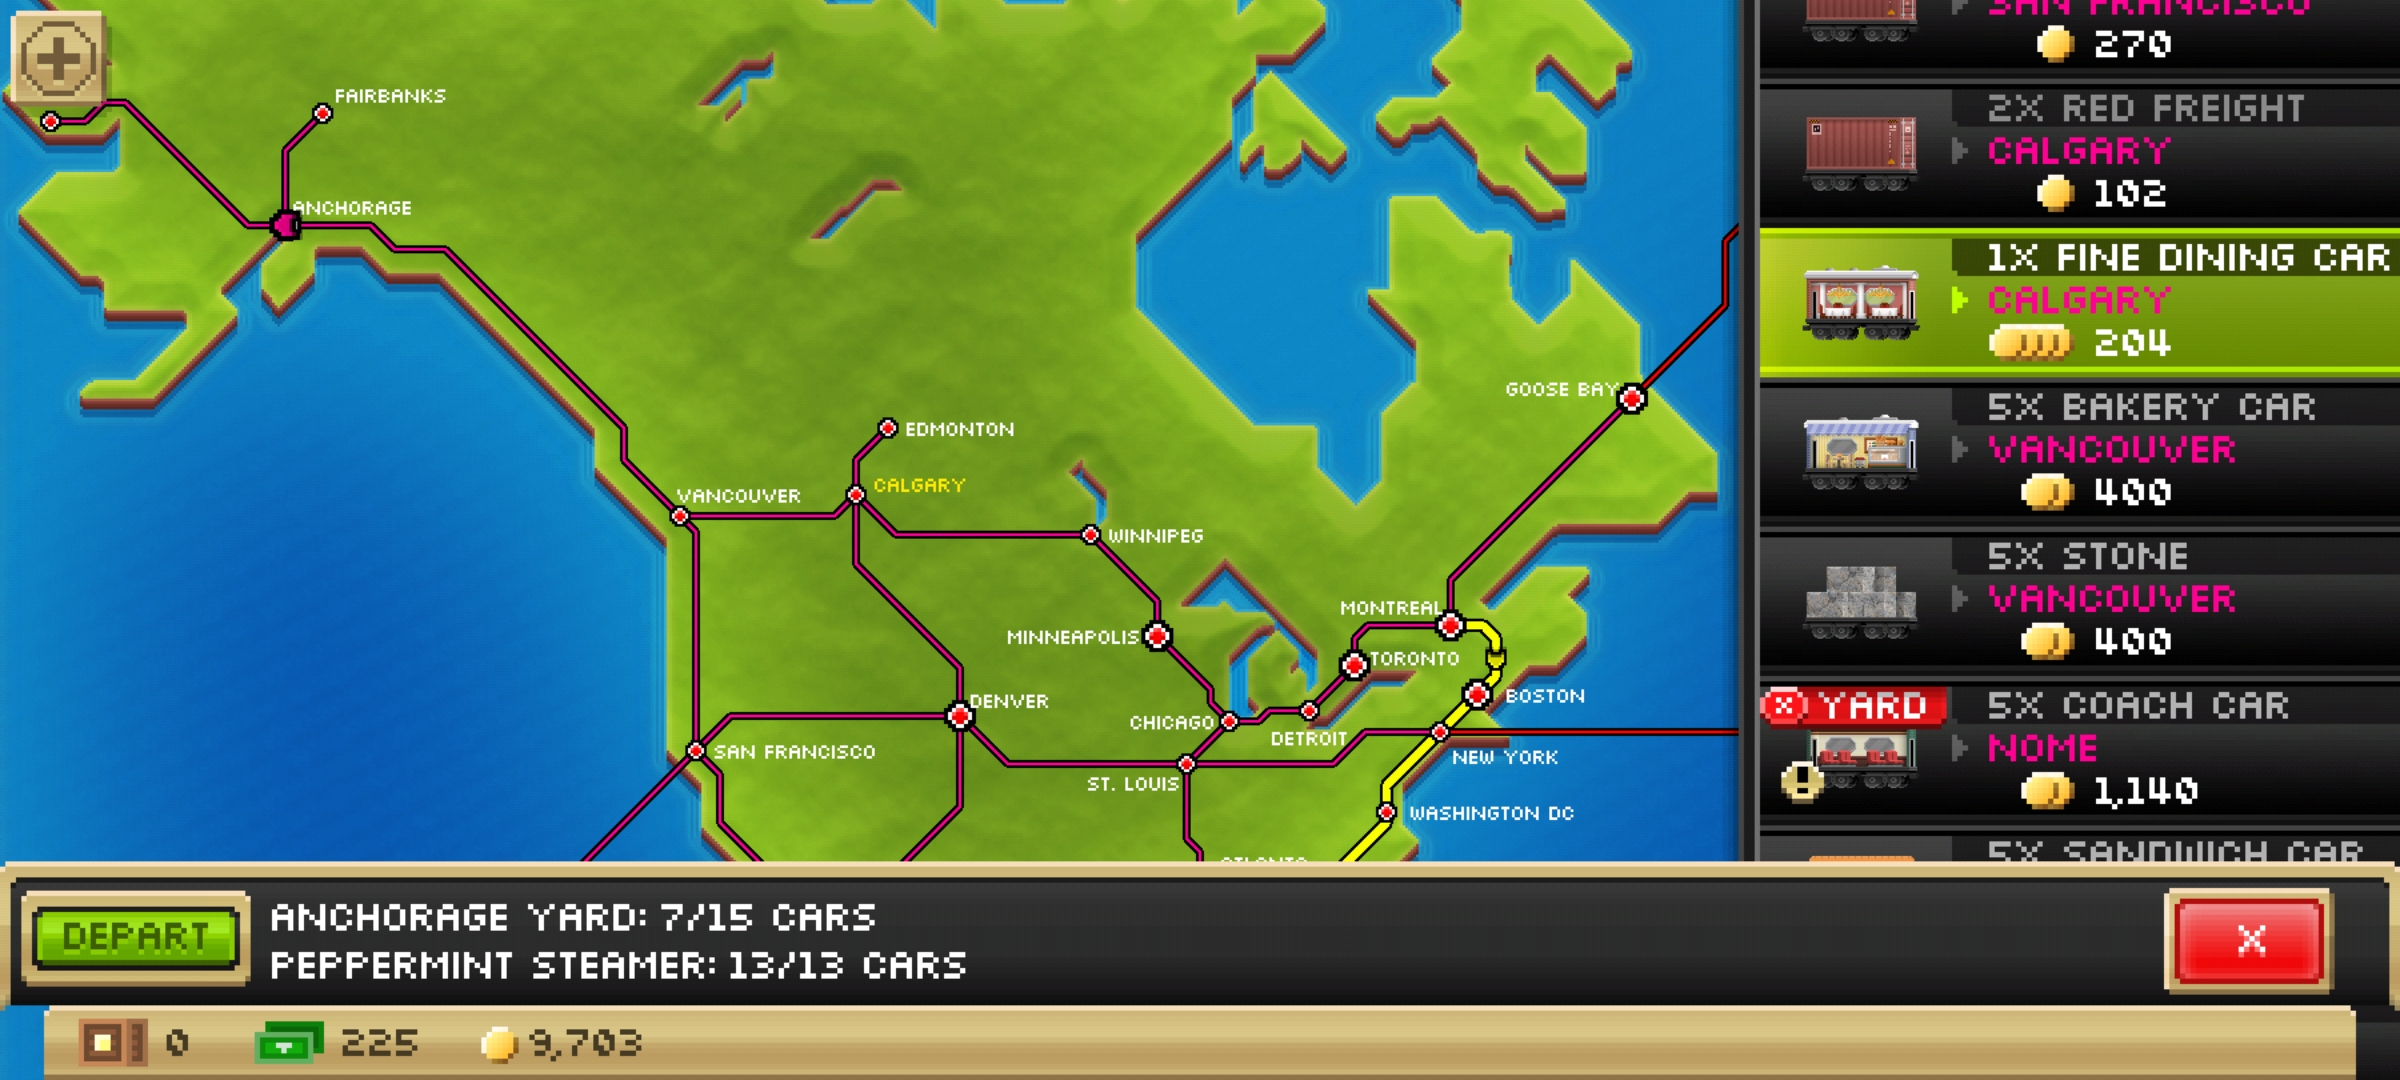 FAIRBANKS
ANCHORAGE
EDMONTON
CALGARY
VANCOUVER
WINNIPEG
GOOSE BAY
MINNEAPOLIS
MONTREAL
TORONTO
DENVER
CHICAGO
DETROIT
BOSTON
SAN FRANCISCO
ST. LOUIS
NEW YORK
WASHINGTON DC
ATLANTA
SAN FRANCISCO
270
2X RED FREIGHT
CALGARY
102
1X FINE DINING CAR
CALGARY
204
5X BAKERY CAR
VANCOUVER
400
5X STONE
VANCOUVER
400
X YARD
5X COACH CAR
NOME
1,140
5X SANDWICH CAR
DEPART
ANCHORAGE YARD: 7/15 CARS
PEPPERMINT STEAMER: 13/13 CARS
X
0
225
9,703